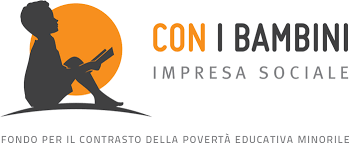 CON I BAMBINI
IMPRESA SOCIALE
FONDO PER IL CONTRASTO DELLA POVERTÀ EDUCATIVA MINORILE